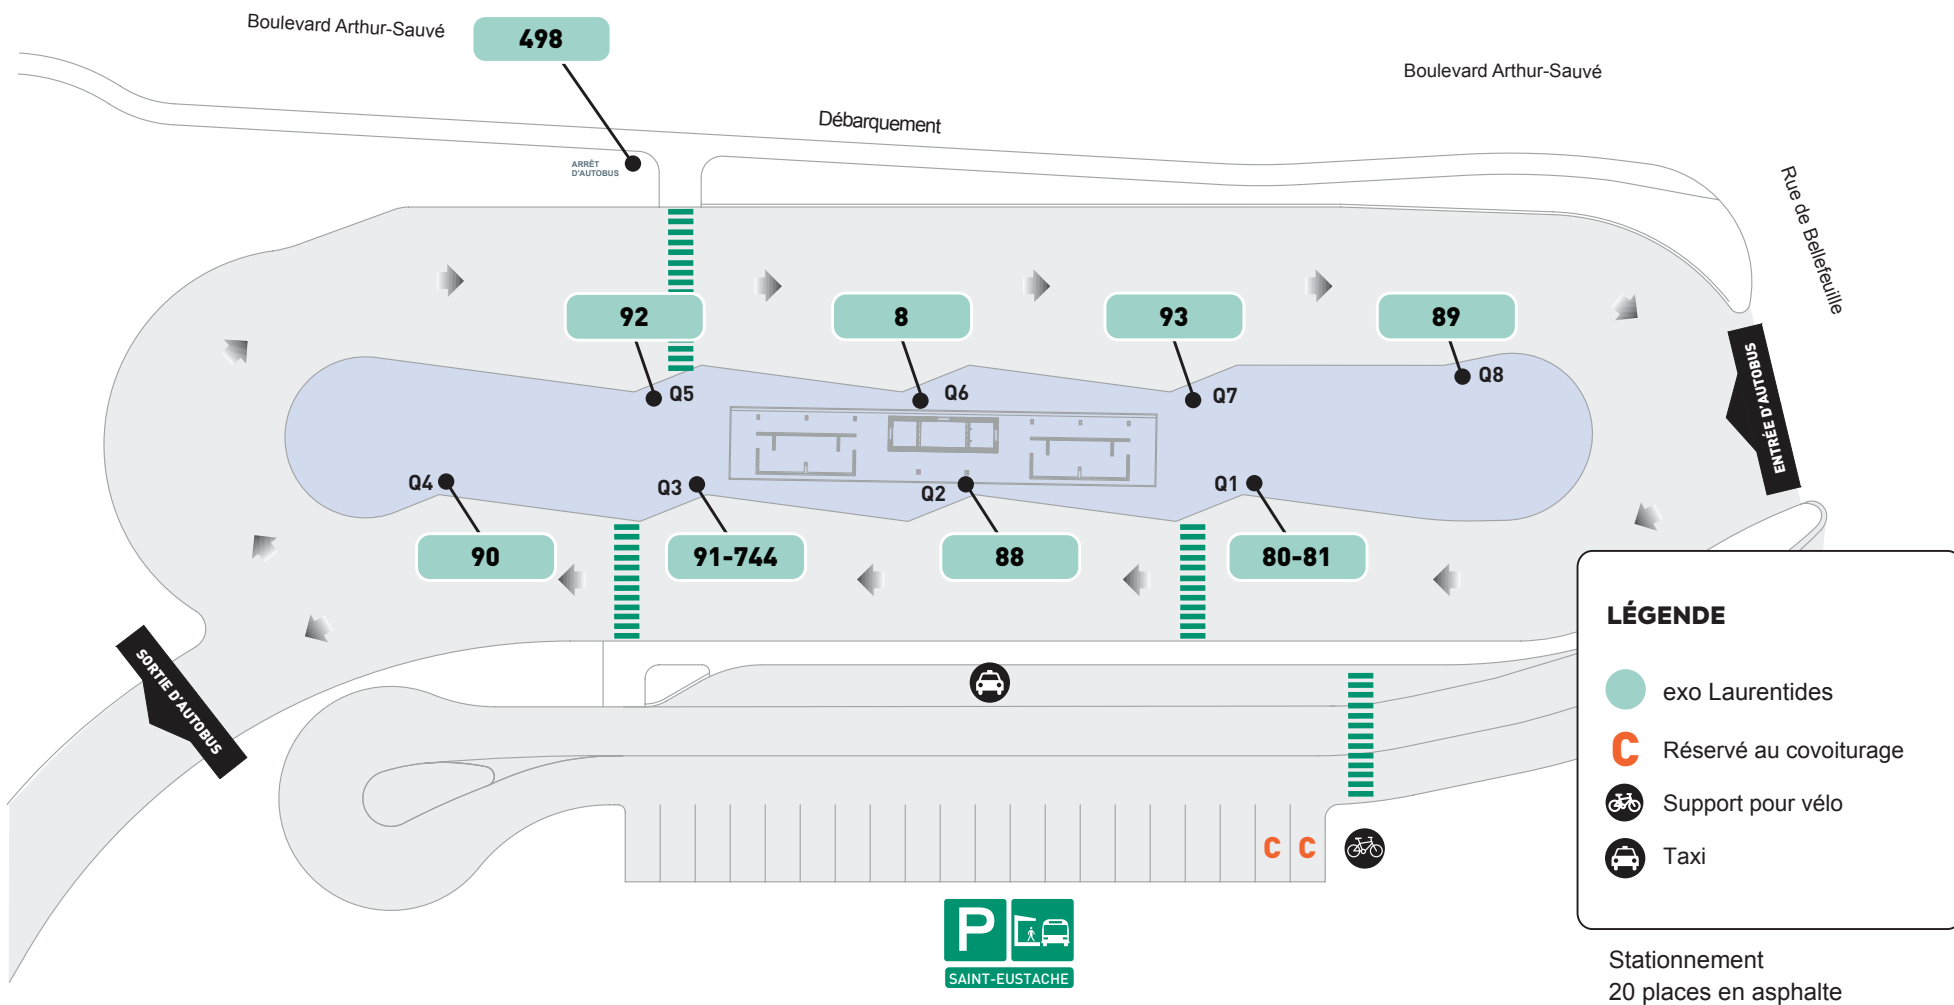 Boulevard Arthur-Sauvé
498
Boulevard Arthur-Sauvé
Débarquement
ARRÊT
D'AUTOBUS
Rue de Bellefeuille
92
8
93
89
Q5
Q6
Q7
Q8
ENTRÉE D'AUTOBUS
Q4
Q3
Q2
Q1
90
91-744
88
80-81
SORTIE D'AUTOBUS
LÉGENDE
exo Laurentides
C Réservé au covoiturage
Support pour vélo
Taxi
C C
P
SAINT-EUSTACHE
Stationnement
20 places en asphalte